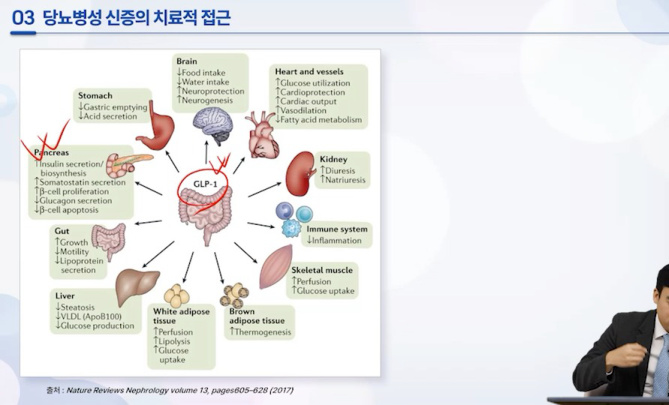 03 당뇨병성 신증의 치료적 접근
Brain
↓Food intake
↓Water intake
↑Neuroprotection
↑Neurogenesis
Heart and vessels
↑Glucose utilization
↑Cardioprotection
↑Cardiac output
↑Vasodilation
↓Fatty acid metabolism
Stomach
↓Gastric emptying
↓Acid secretion
Pancreas
↑Insulin secretion/
biosynthesis
↑Somatostatin secretion
↑β-cell proliferation
↓Glucagon secretion
↓β-cell apoptosis
GLP-1
Kidney
↑Diuresis
↑Natriuresis
Immune system
↓Inflammation
Gut
↑Growth
↓Motility
↓Lipoprotein
secretion
Skeletal muscle
↑Perfusion
↑Glucose uptake
Liver
↓Steatosis
↓VLDL (ApoB100)
↓Glucose production
White adipose
tissue
↑Perfusion
↑Lipolysis
↑Glucose
uptake
Brown
adipose tissue
↑Thermogenesis
출처 : Nature Reviews Nephrology volume 13, pages605–628 (2017)